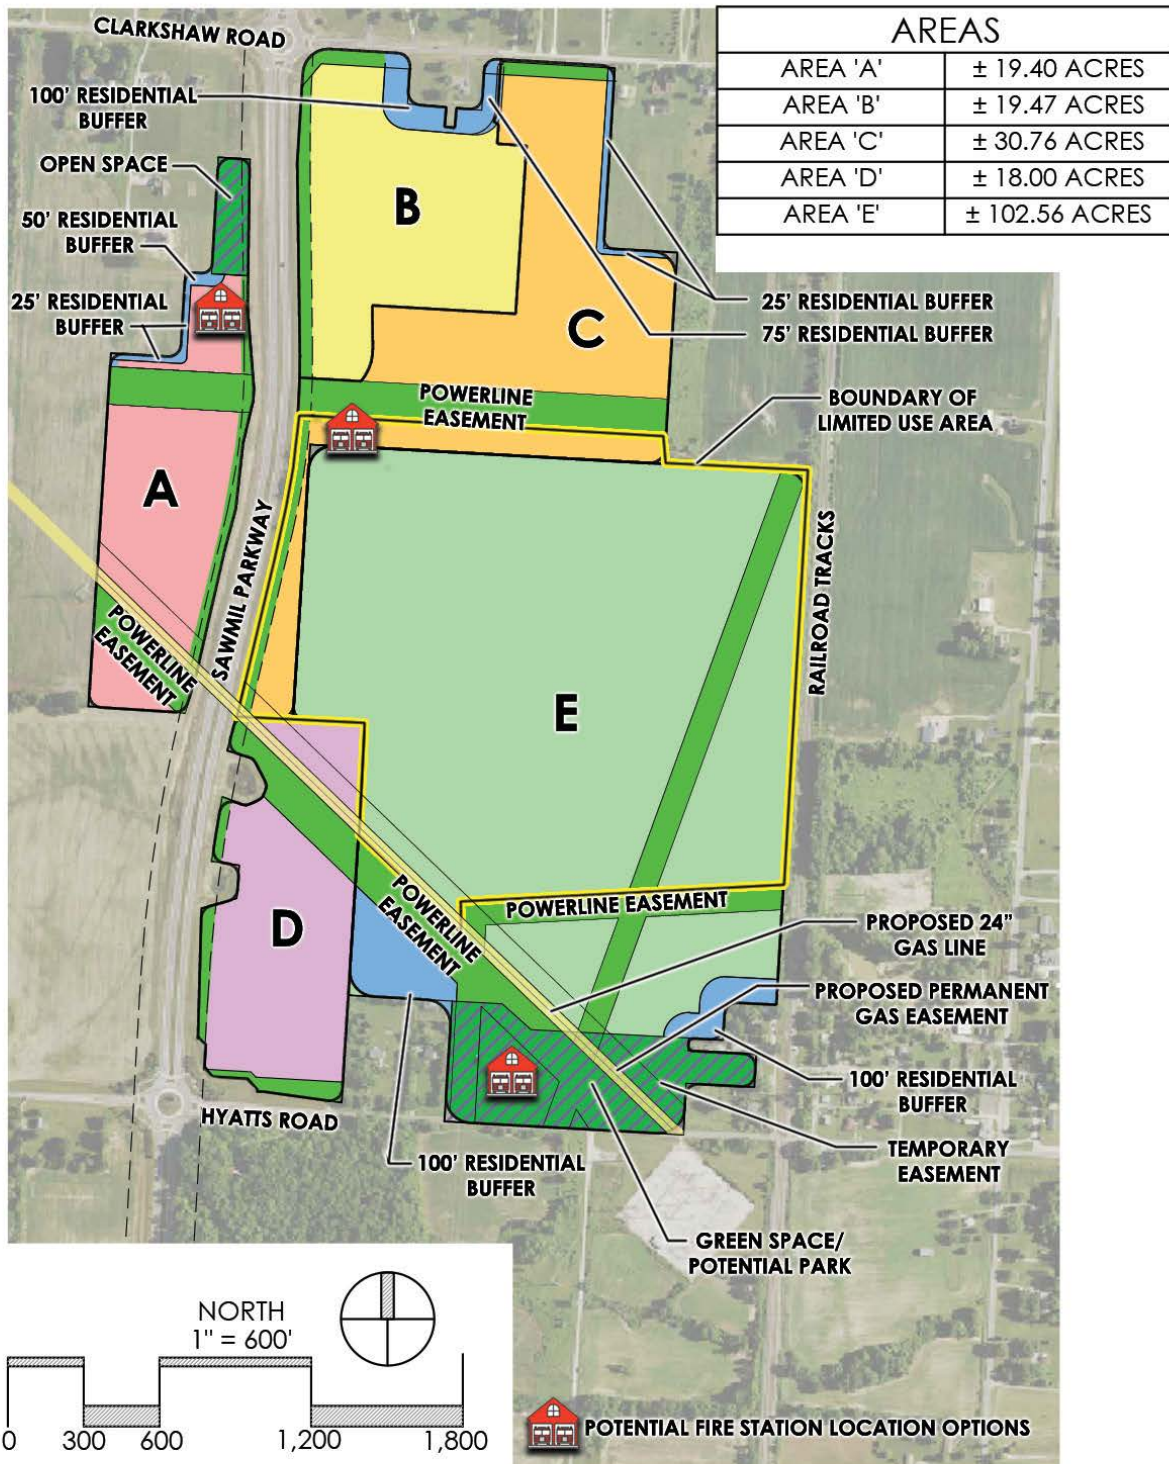 CLARKSHAW ROAD
AREAS
AREA 'A' ± 19.40 ACRES
AREA 'B' ± 19.47 ACRES
AREA 'C' ± 30.76 ACRES
AREA 'D' ± 18.00 ACRES
AREA 'E' ± 102.56 ACRES
100' RESIDENTIAL
BUFFER
OPEN SPACE
50' RESIDENTIAL
BUFFER
25' RESIDENTIAL
BUFFER
B
C
25' RESIDENTIAL BUFFER
75' RESIDENTIAL BUFFER
POWERLINE
EASEMENT
BOUNDARY OF
LIMITED USE AREA
A
SAWMIL PARKWAY
RAILROAD TRACKS
POWERLINE
EASEMENT
E
D
POWERLINE
EASEMENT
POWERLINE EASEMENT
PROPOSED 24"
GAS LINE
PROPOSED PERMANENT
GAS EASEMENT
100' RESIDENTIAL
BUFFER
TEMPORARY
EASEMENT
HYATTS ROAD
100' RESIDENTIAL
BUFFER
GREEN SPACE/
POTENTIAL PARK
NORTH
1" = 600'
0 300 600 1,200 1,800
POTENTIAL FIRE STATION LOCATION OPTIONS